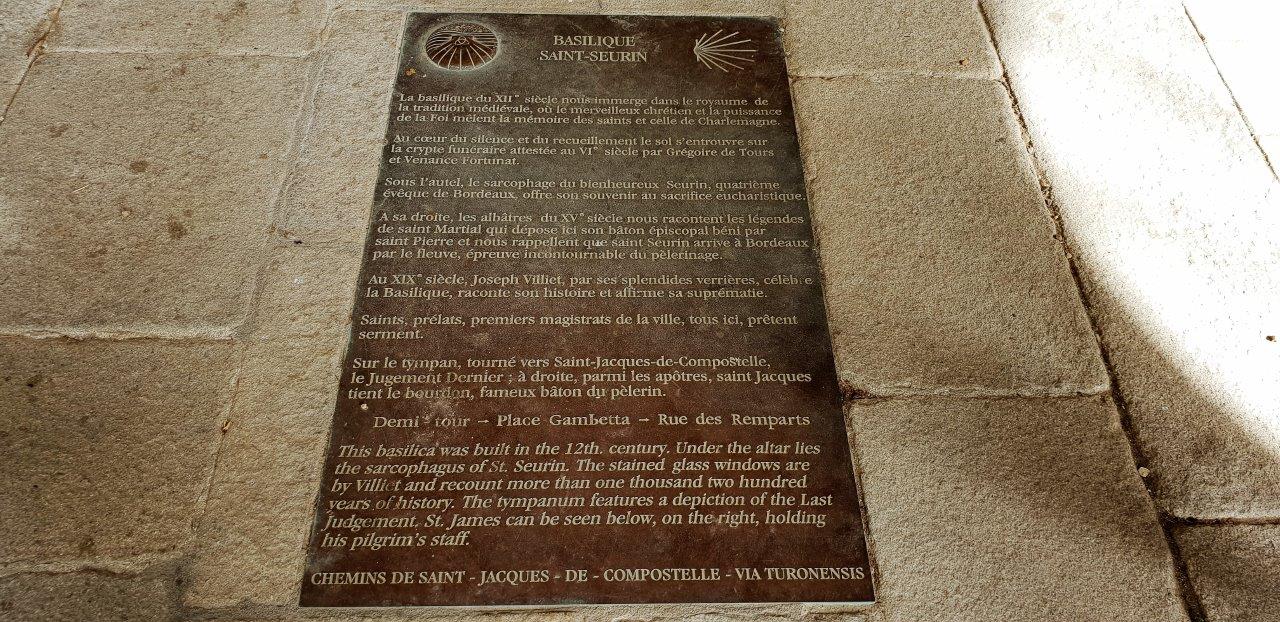 BASILIQUE
SAINT-SEURIN
La basilique du XIIe siècle nous immerge dans le royaume de
la tradition médiévale, où le merveilleux chrétien et la puissance
de la Foi mêlent la mémoire des saints et celle de Charlemagne.
Au cœur du silence et du recueillement le sol s'entrouvre sur
la crypte funéraire attestée au VIe siècle par Grégoire de Tours
et Venance Fortunat.
Sous l'autel, le sarcophage du bienheureux Seurin, quatrième
évêque de Bordeaux, offre son souvenir au sacrifice eucharistique.
A sa droite, les albâtres du XVe siècle nous racontent les légendes
de saint Martial qui dépose ici son bâton épiscopal béni par
saint Pierre et nous rappellent que saint Seurin arrive à Bordeaux
par le fleuve, épreuve incontournable du pèlerinage.
Au XIXe siècle, Joseph Villiet, par ses splendides verrières, célèbre
la Basilique, raconte son histoire et affirme sa suprématie.
Saints, prélats, premiers magistrats de la ville, tous ici, prêtent
serment.
Sur le tympan, tourné vers Saint-Jacques-de-Compostelle,
le Jugement Dernier ; à droite, parmi les apôtres, saint Jacques
tient le bourdon, fameux bâton du pèlerin.
Demi-tour → Place Gambetta → Rue des Remparts
This basilica was built in the 12th. century. Under the altar lies
the sarcophagus of St. Seurin. The stained glass windows are
by Villiet and recount more than one thousand two hundred
years of history. The tympanum features a depiction of the Last
Judgement. St. James can be seen below, on the right, holding
his pilgrim's staff.
CHEMINS DE SAINT - JACQUES - DE - COMPOSTELLE - VIA TURONENSIS